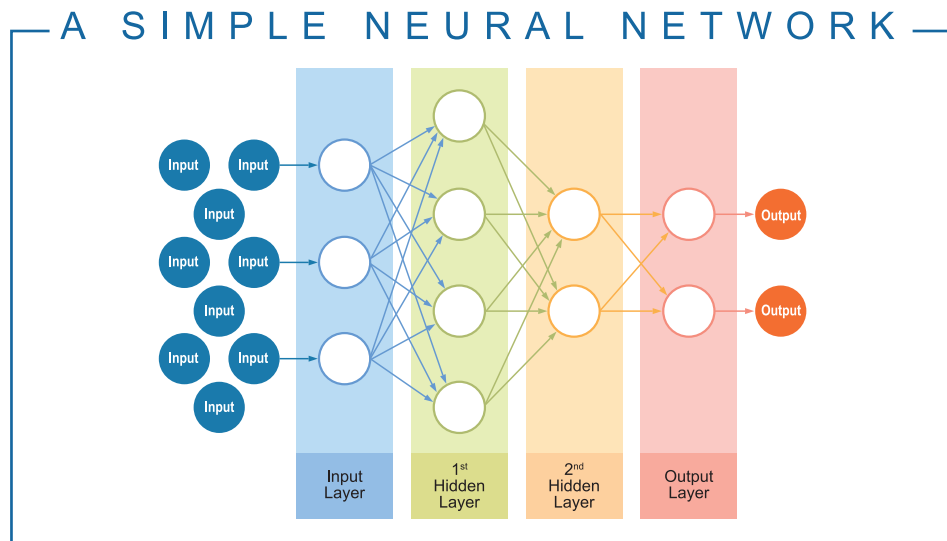 A SIMPLE NEURAL NETWORK
Input
Input
Input
Input
Input
Input
Input
Input
Input
Output
Output
Input
Layer
1st
Hidden
Layer
2nd
Hidden
Layer
Output
Layer